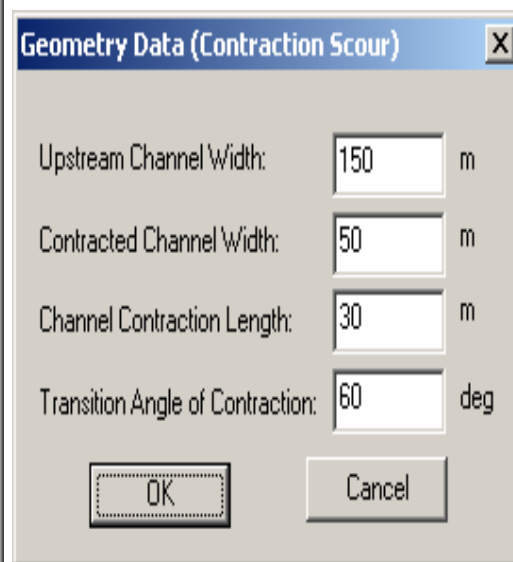 Geometry Data (Contraction Scour)
Upstream Channel Width: 150 m
Contracted Channel Width: 50 m
Channel Contraction Length: 30 m
Transition Angle of Contraction: 60 deg
OK Cancel